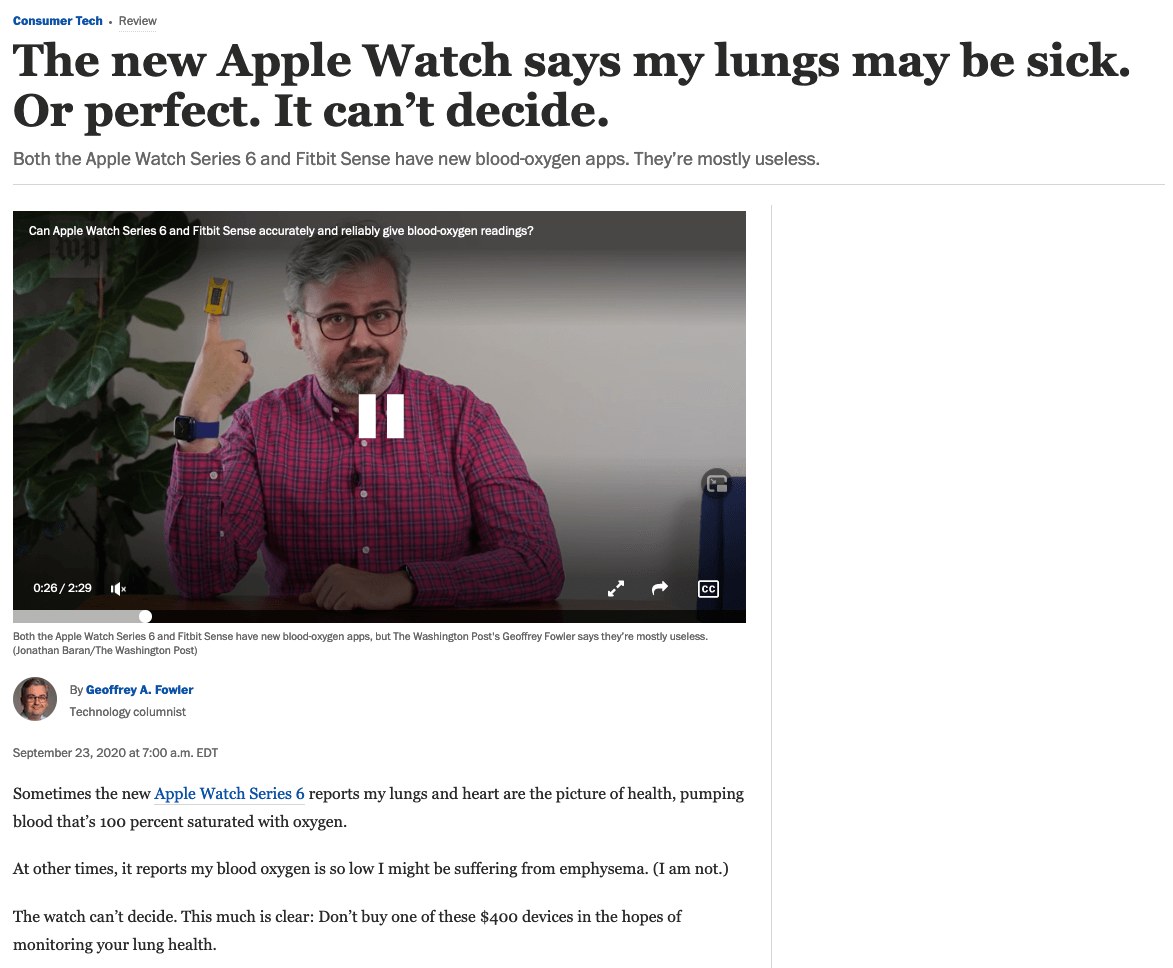 Consumer Tech • Review
The new Apple Watch says my lungs may be sick.
Or perfect. It can’t decide.
Both the Apple Watch Series 6 and Fitbit Sense have new blood-oxygen apps. They’re mostly useless.
Can Apple Watch Series 6 and Fitbit Sense accurately and reliably give blood-oxygen readings?
wp
0:26 / 2:29
CC
Both the Apple Watch Series 6 and Fitbit Sense have new blood-oxygen apps, but The Washington Post's Geoffrey Fowler says they’re mostly useless.
(Jonathan Baran/The Washington Post)
By Geoffrey A. Fowler
Technology columnist
September 23, 2020 at 7:00 a.m. EDT
Sometimes the new Apple Watch Series 6 reports my lungs and heart are the picture of health, pumping
blood that’s 100 percent saturated with oxygen.
At other times, it reports my blood oxygen is so low I might be suffering from emphysema. (I am not.)
The watch can’t decide. This much is clear: Don’t buy one of these $400 devices in the hopes of
monitoring your lung health.